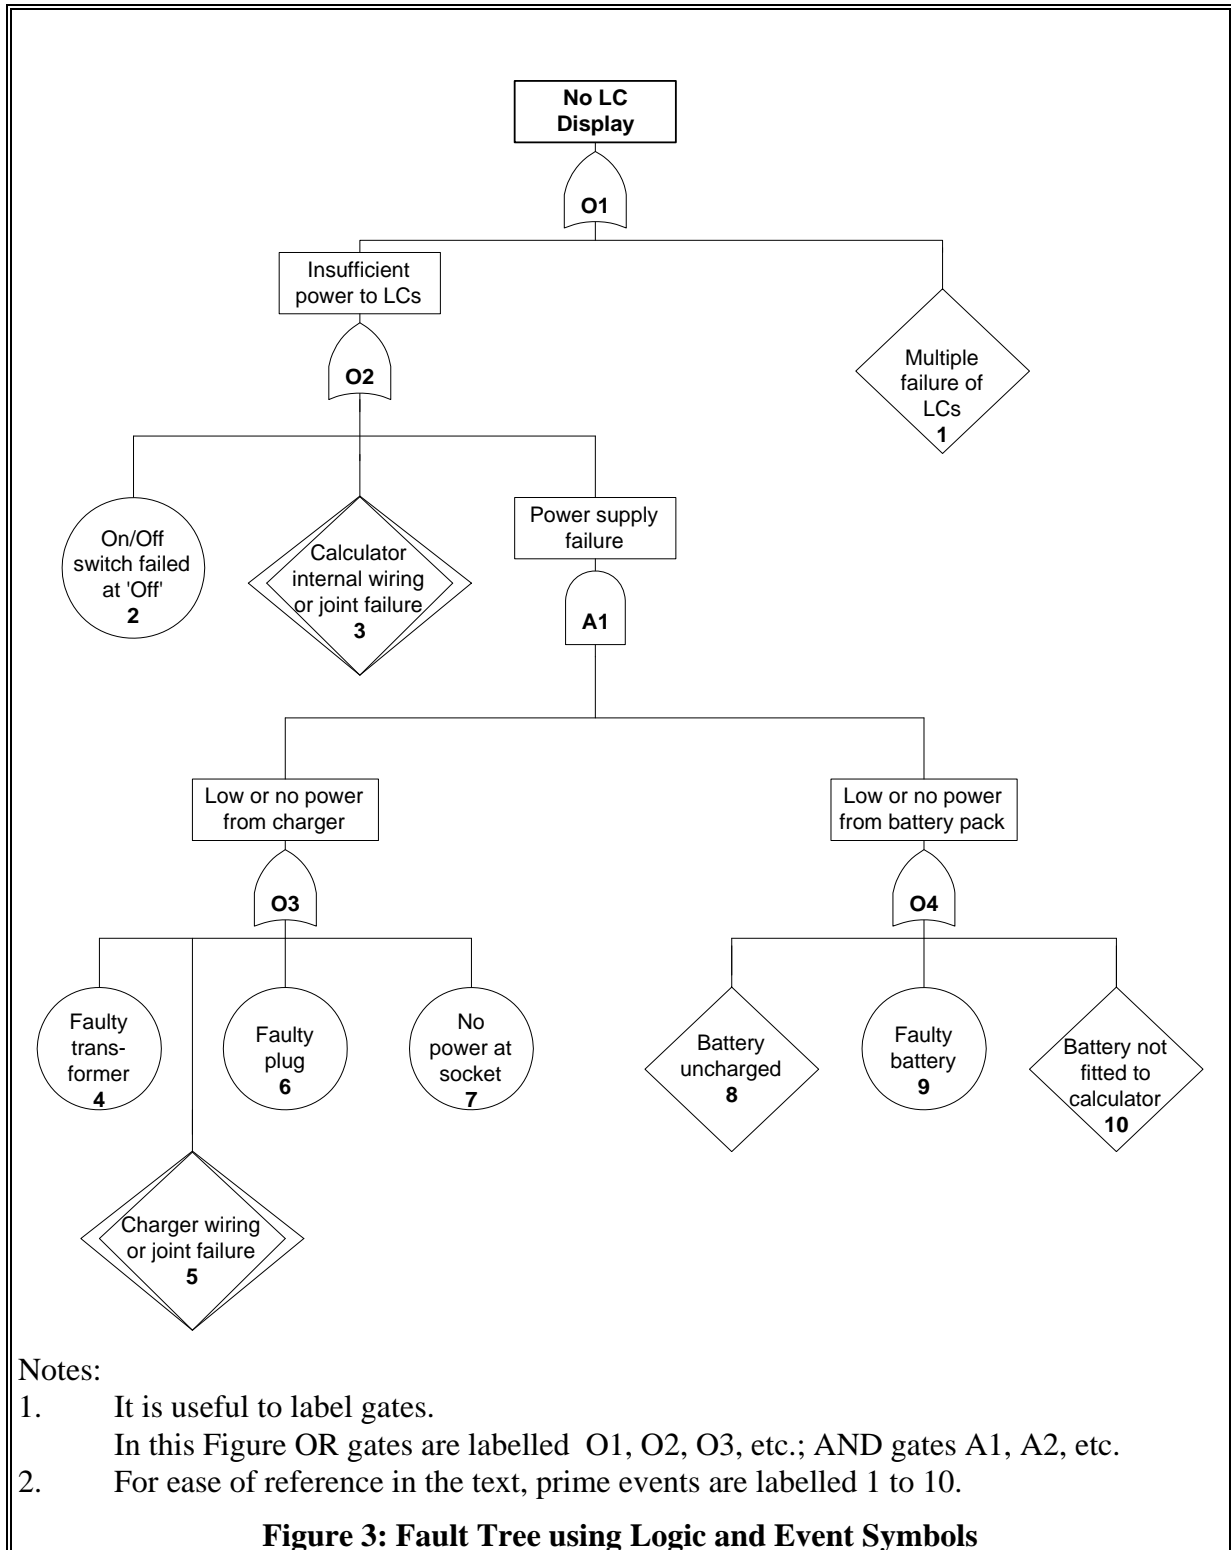 No LC
Display
O1
Insufficient
power to LCs
O2
Multiple
failure of
LCs
1
On/Off
switch failed
at 'Off'
2
Calculator
internal wiring
or joint failure
3
Power supply
failure
A1
Low or no power
from charger
Low or no power
from battery pack
O3
O4
Faulty
trans-
former
4
Faulty
plug
6
No
power at
socket
7
Battery
uncharged
8
Faulty
battery
9
Battery not
fitted to
calculator
10
Charger wiring
or joint failure
5
Notes:
1. It is useful to label gates.
In this Figure OR gates are labelled O1, O2, O3, etc.; AND gates A1, A2, etc.
2. For ease of reference in the text, prime events are labelled 1 to 10.
Figure 3: Fault Tree using Logic and Event Symbols